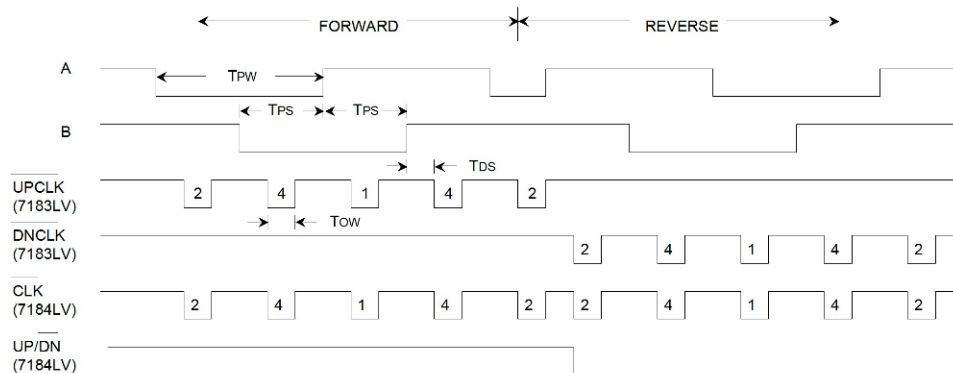 FORWARD REVERSE
A
TPW
TPS TPS
B
TDS
UPCLK 2 4 1 4 2
(7183LV)
TOW
DNCLK
(7183LV) 2 4 1 4 2
CLK
(7184LV) 2 4 1 4 2 2 4 1 4 2
UP/DN
(7184LV)